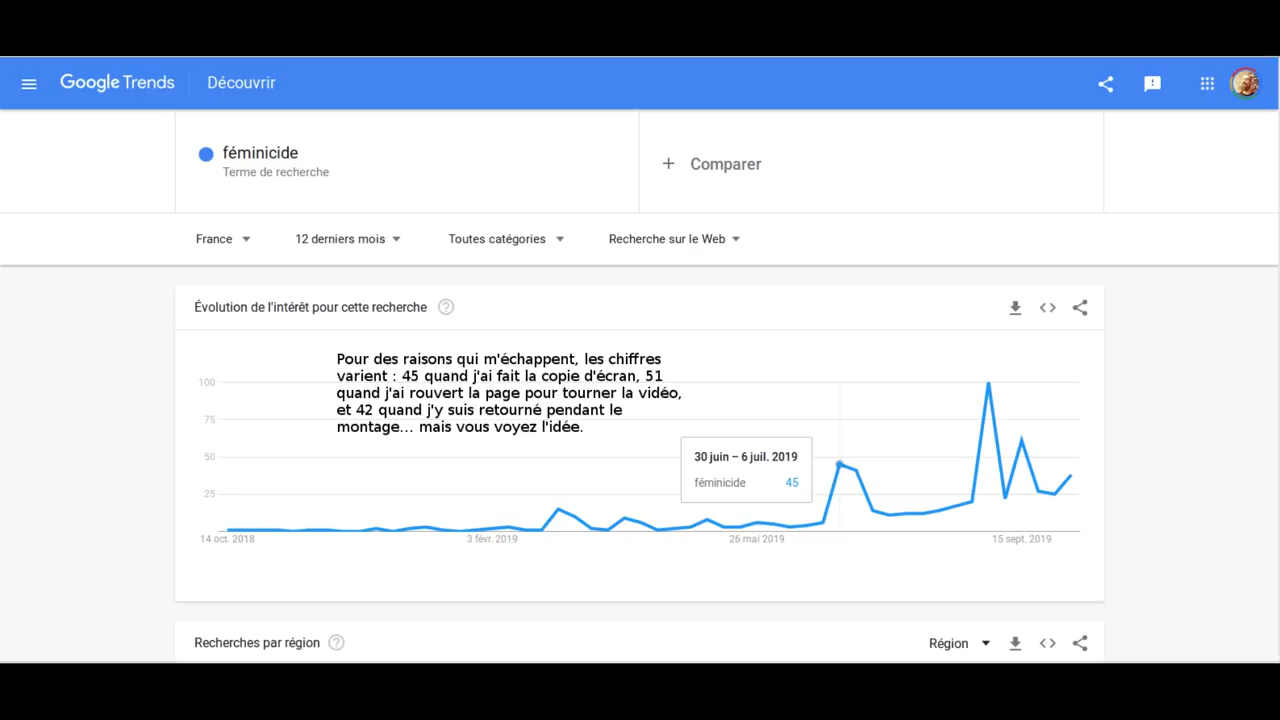 Google Trends
Découvrir
féminicide
Terme de recherche
+ Comparer
France
12 derniers mois
Toutes catégories
Recherche sur le Web
Évolution de l'intérêt pour cette recherche
Pour des raisons qui m'échappent, les chiffres
varient : 45 quand j'ai fait la copie d'écran, 51
quand j'ai rouvert la page pour tourner la vidéo,
et 42 quand j'y suis retourné pendant le
montage... mais vous voyez l'idée.
100
75
50
25
30 juin – 6 juil. 2019
féminicide 45
14 oct. 2018
3 févr. 2019
26 mai 2019
15 sept. 2019
Recherches par région
Région